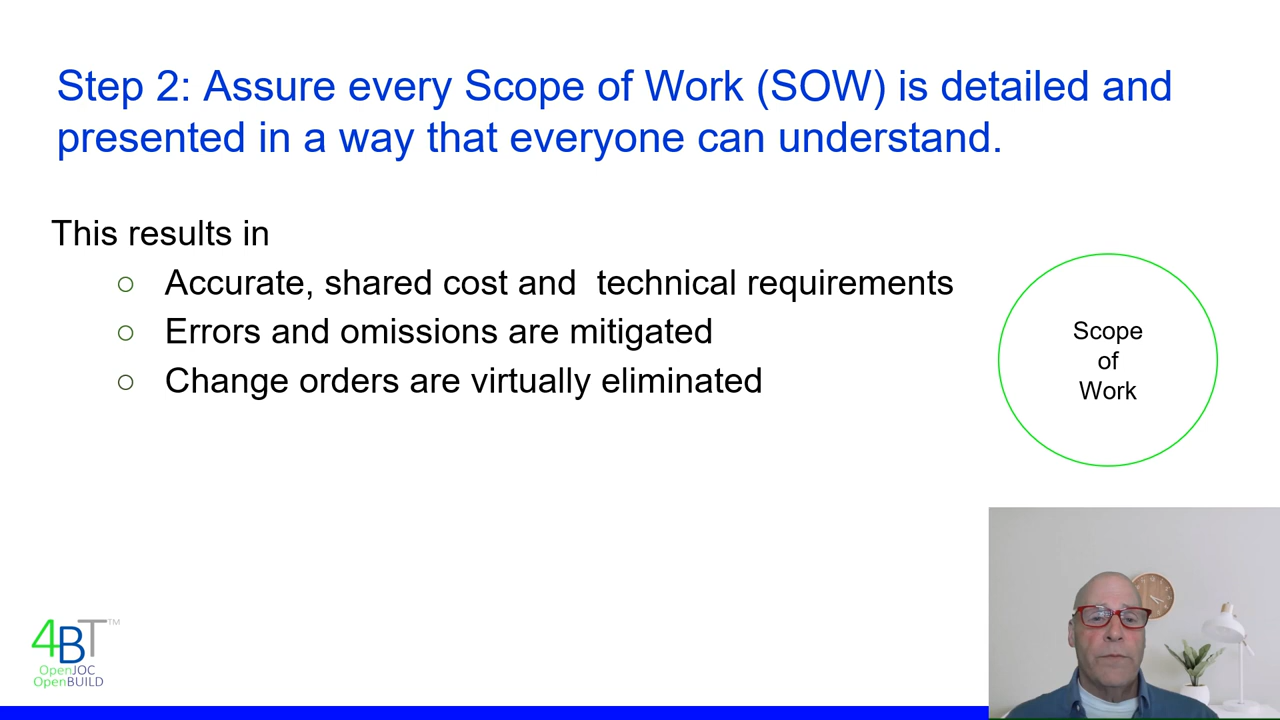 Step 2: Assure every Scope of Work (SOW) is detailed and
presented in a way that everyone can understand.
This results in
○ Accurate, shared cost and  technical requirements
○ Errors and omissions are mitigated
○ Change orders are virtually eliminated
Scope
of
Work
4BT™
OpenJOC
OpenBUILD